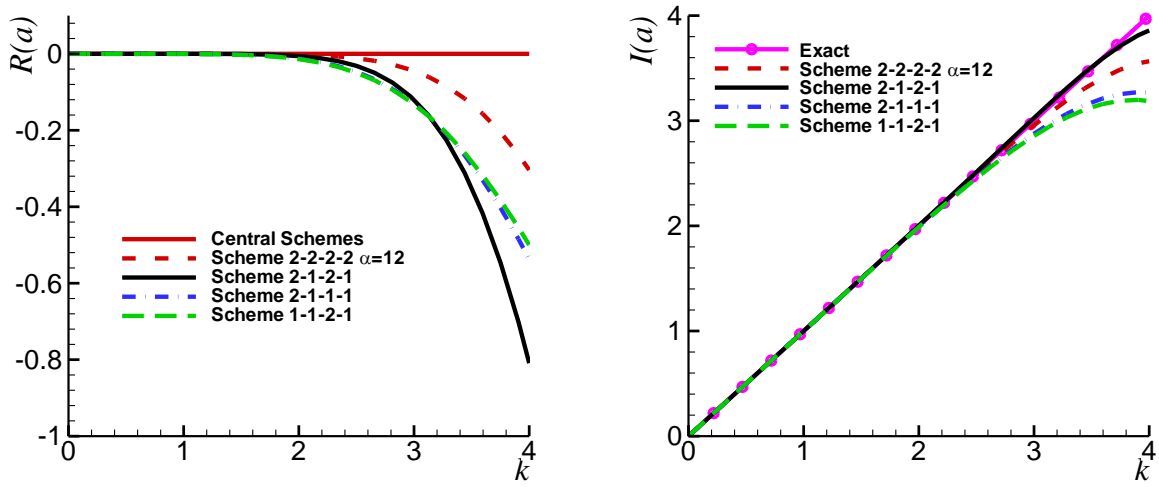 R(a)
0
-0.2
-0.4
-0.6
-0.8
-1
0
1
2
3
4
k
Central Schemes
Scheme 2-2-2-2 α=12
Scheme 2-1-2-1
Scheme 2-1-1-1
Scheme 1-1-2-1
I(a)
4
3
2
1
0
0
1
2
3
4
k
Exact
Scheme 2-2-2-2 α=12
Scheme 2-1-2-1
Scheme 2-1-1-1
Scheme 1-1-2-1